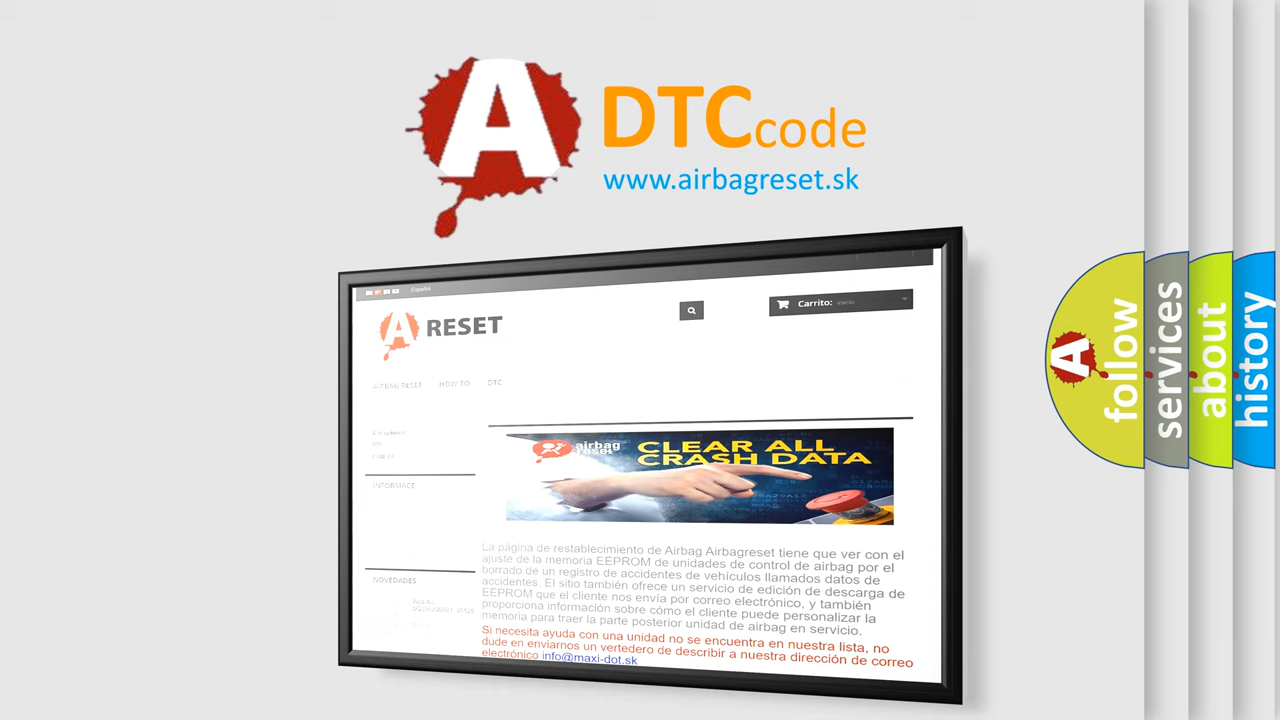 A
DTCcode
www.airbagreset.sk
Español
A RESET
Carrito: vacío
AIRBAG RESET HOW TO DTC
INFORMACE
airbag
reset
CLEAR ALL
CRASH DATA
La página de restablecimiento de Airbag Airbagreset tiene que ver con el
ajuste de la memoria EEPROM de unidades de control de airbag por el
borrado de un registro de accidentes de vehículos llamados datos de
accidentes. El sitio también ofrece un servicio de edición de descarga de
EEPROM que el cliente nos envía por correo electrónico, y también
proporciona información sobre cómo el cliente puede personalizar la
memoria para traer la parte posterior unidad de airbag en servicio.
Si necesita ayuda con una unidad no se encuentra en nuestra lista, no
dude en enviarnos un vertedero de describir a nuestra dirección de correo
electrónico info@maxi-dot.sk
NOVEDADES
A
follow
services
about
history